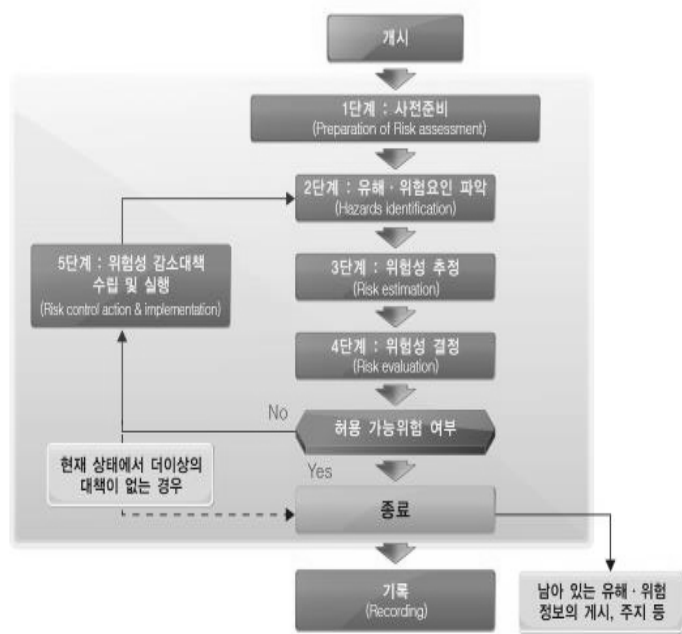 개시
1단계 : 사전준비
(Preparation of Risk assessment)
2단계 : 유해 · 위험요인 파악
(Hazards identification)
5단계 : 위험성 감소대책
수립 및 실행
(Risk control action & implementation)
3단계 : 위험성 추정
(Risk estimation)
4단계 : 위험성 결정
(Risk evaluation)
No
허용 가능위험 여부
현재 상태에서 더이상의
대책이 없는 경우
Yes
종료
기록
(Recording)
남아 있는 유해 · 위험
정보의 게시, 주지 등